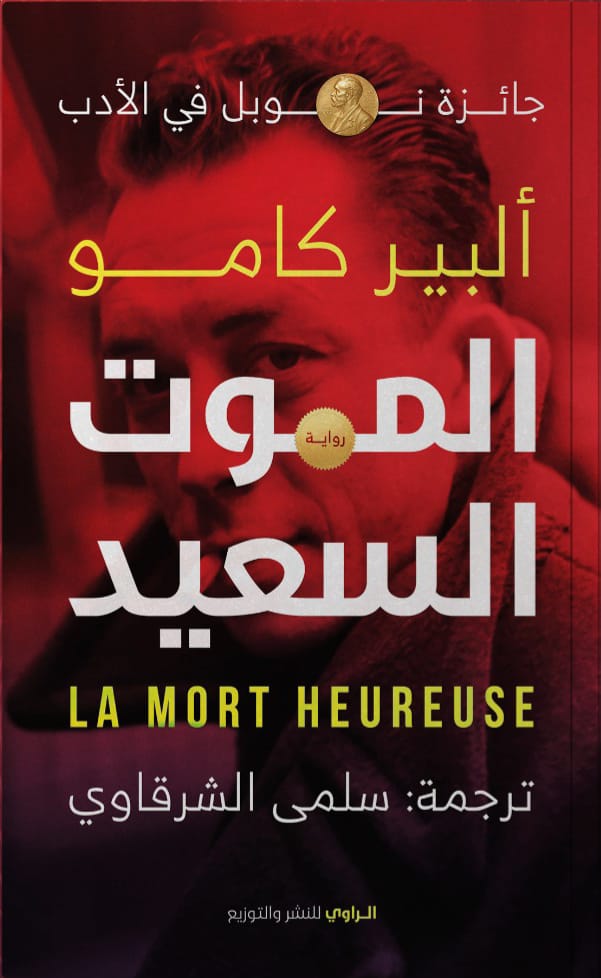 جائزة نوبل في الأدب
ألبير كامو
الموت
رواية
السعيد
LA MORT HEUREUSE
ترجمة: سلمى الشرقاوي
الراوي للنشر والتوزيع